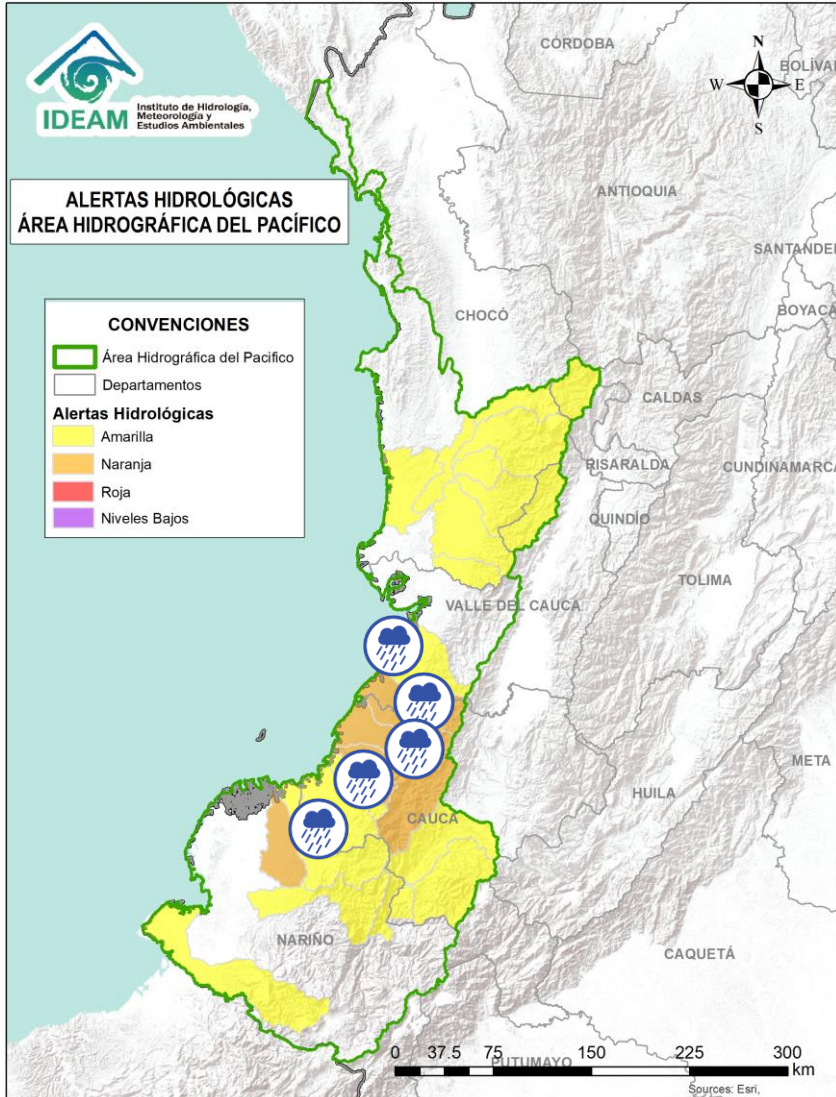 IDEAM
Instituto de Hidrología,
Meteorología y
Estudios Ambientales
ALERTAS HIDROLÓGICAS
ÁREA HIDROGRÁFICA DEL PACÍFICO
CONVENCIONES
Área Hidrográfica del Pacifico
Departamentos
Alertas Hidrológicas
Amarilla
Naranja
Roja
Niveles Bajos
N
W E
S
CÓRDOBA
BOLÍVAR
ANTIOQUIA
SANTANDER
BOYACÁ
CHOCÓ
CALDAS
RISARALDA
CUNDINAMARCA
QUINDÍO
TOLIMA
VALLE DEL CAUCA
META
HUILA
CAUCA
NARIÑO
CAQUETÁ
PUTUMAYO
0 37.5 75 150 225 300
km
Sources: Esri,